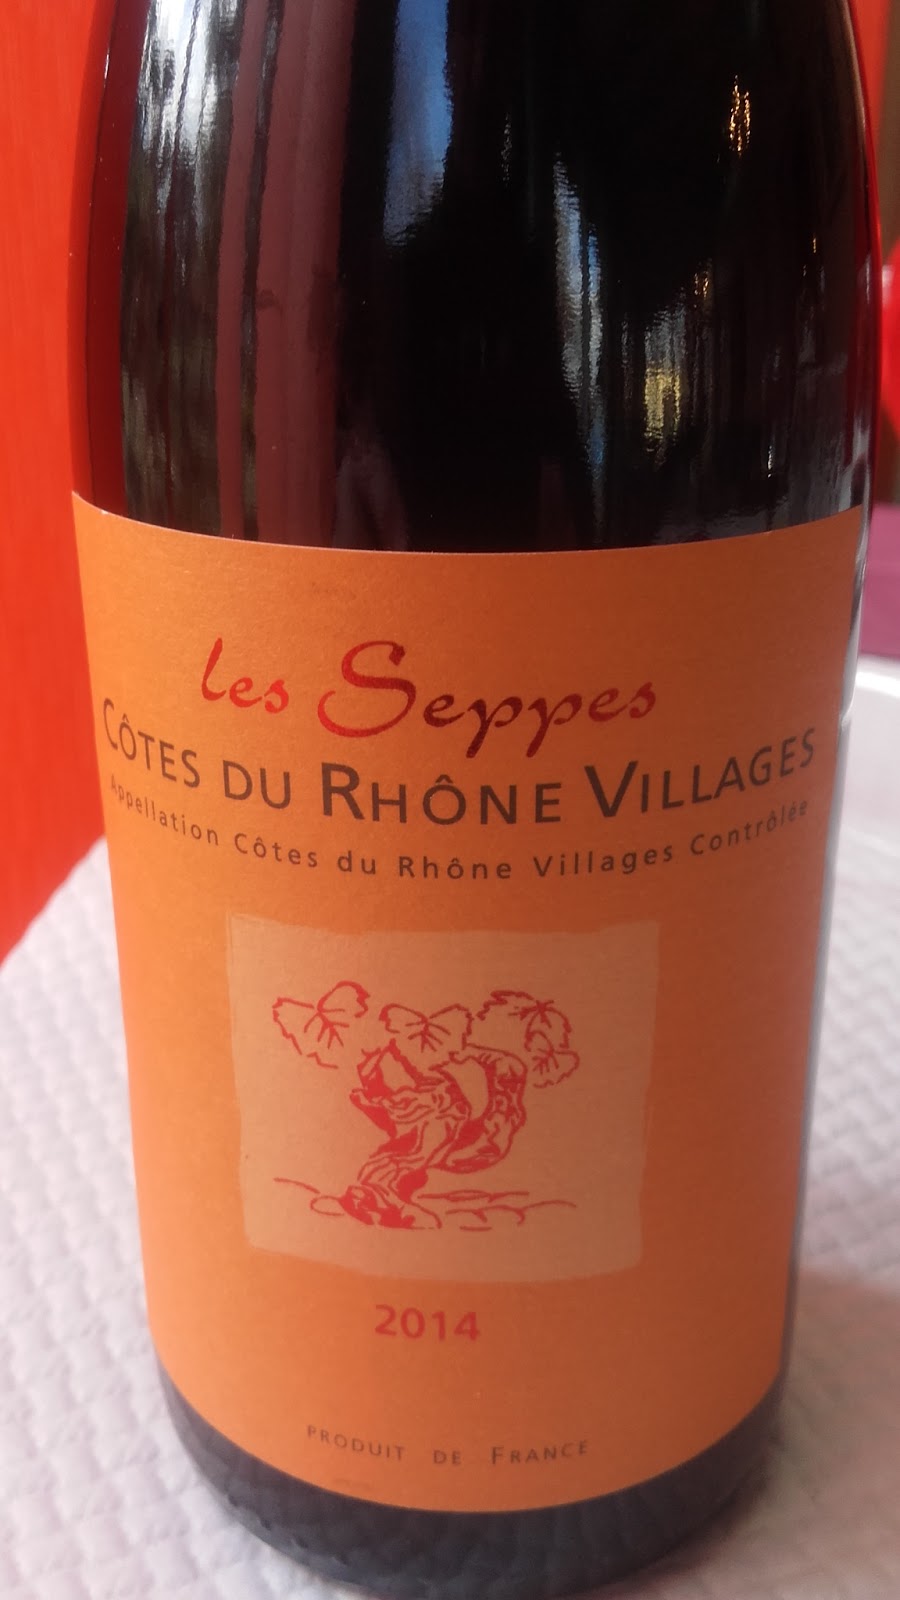 les Seppes
CÔTES DU RHÔNE VILLAGES
Appellation Côtes du Rhône Villages Contrôlée
2014
PRODUIT DE FRANCE